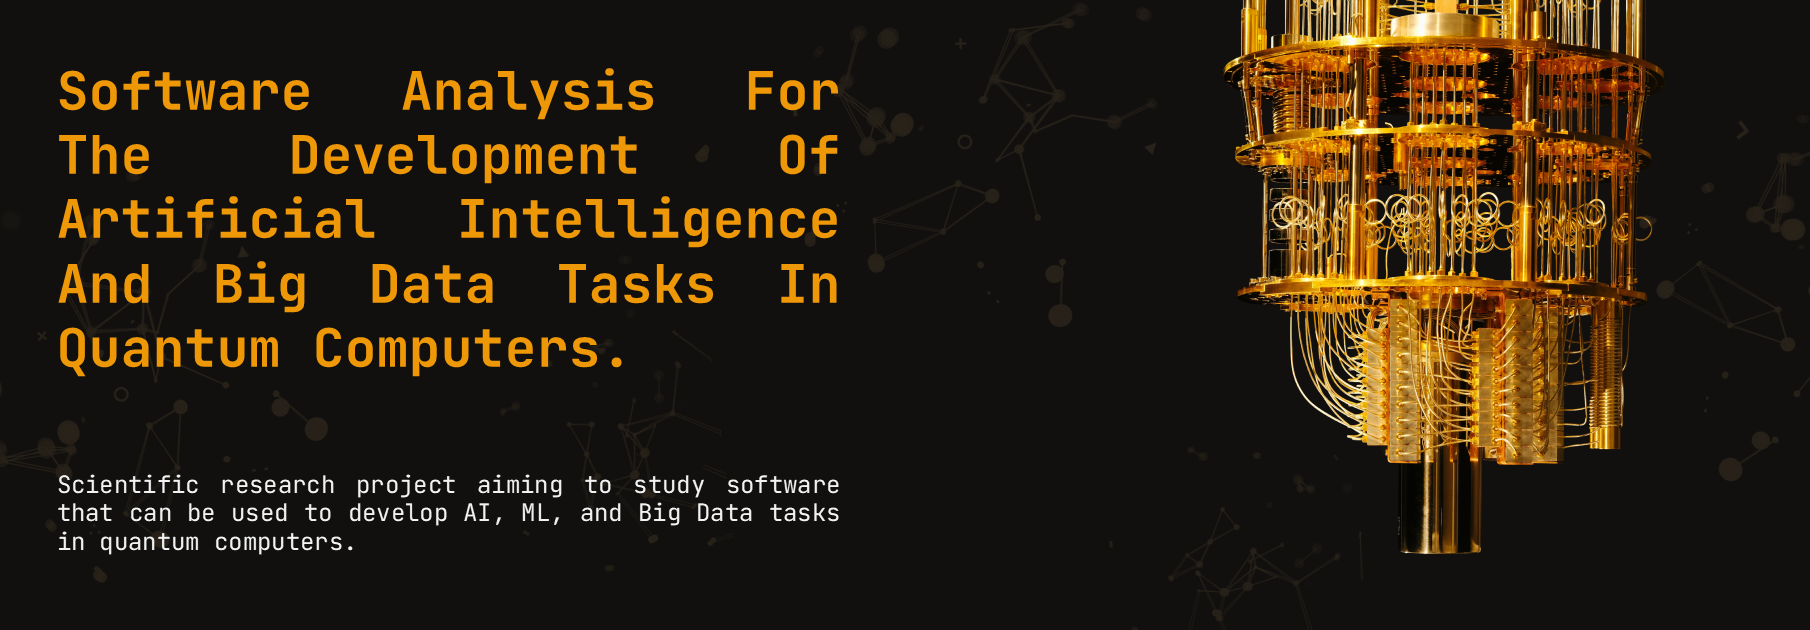 Software Analysis For
The Development Of
Artificial Intelligence
And Big Data Tasks In
Quantum Computers.
Scientific research project aiming to study software
that can be used to develop AI, ML, and Big Data tasks
in quantum computers.